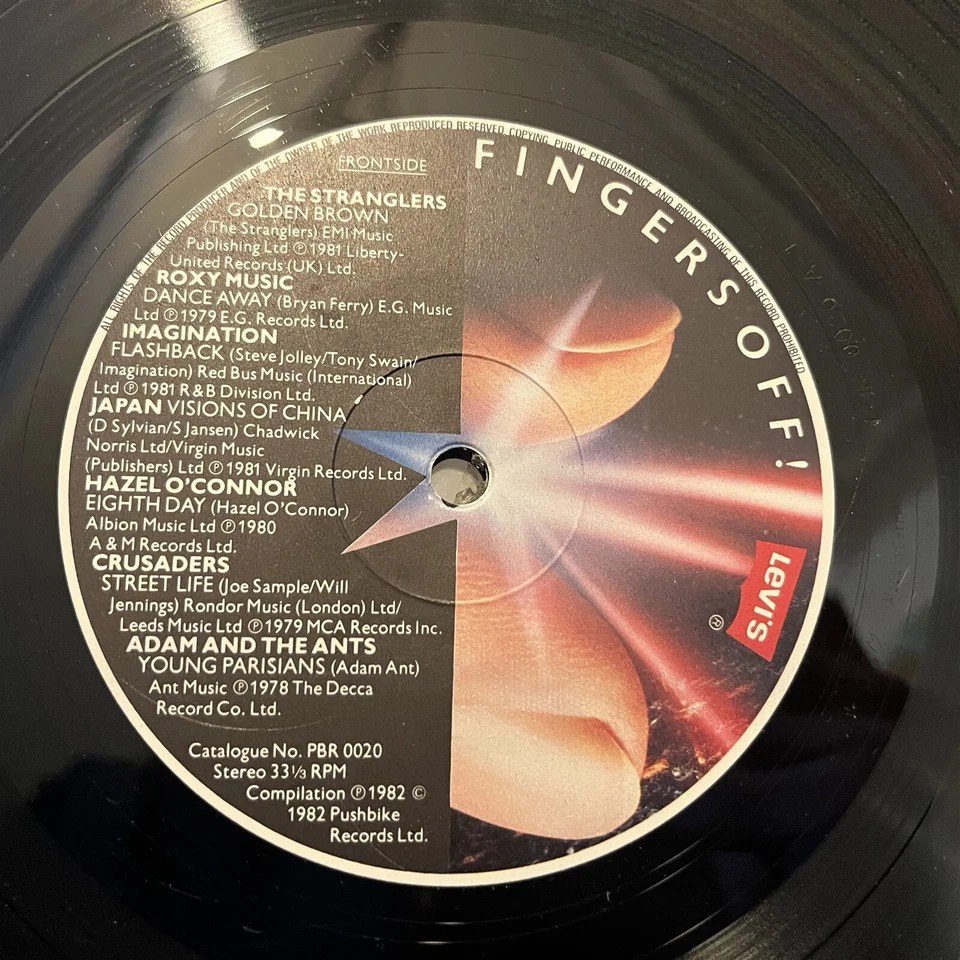 ALL RIGHTS OF THE RECORD PRODUCER AND OF THE OWNER OF THE WORK REPRODUCED RESERVED. COPYING, PUBLIC PERFORMANCE AND BROADCASTING OF THIS RECORD PROHIBITED
FINGERS OFF!
FRONTSIDE
THE STRANGLERS
GOLDEN BROWN
(The Stranglers) EMI Music
Publishing Ltd ℗1981 Liberty-
United Records (UK) Ltd.
ROXY MUSIC
DANCE AWAY (Bryan Ferry) E.G. Music
Ltd ℗1979 E.G. Records Ltd.
IMAGINATION
FLASHBACK (Steve Jolley/Tony Swain/
Imagination) Red Bus Music (International)
Ltd ℗1981 R&B Division Ltd.
JAPAN VISIONS OF CHINA
(D Sylvian/S Jansen) Chadwick
Norris Ltd/Virgin Music
(Publishers) Ltd ℗1981 Virgin Records Ltd.
HAZEL O'CONNOR
EIGHTH DAY (Hazel O'Connor)
Albion Music Ltd ℗1980
A & M Records Ltd.
CRUSADERS
STREET LIFE (Joe Sample/Will
Jennings) Rondor Music (London) Ltd/
Leeds Music Ltd ℗1979 MCA Records Inc.
ADAM AND THE ANTS
YOUNG PARISIANS (Adam Ant)
Ant Music ℗1978 The Decca
Record Co. Ltd.
Catalogue No. PBR 0020
Stereo 33⅓ RPM
Compilation ℗1982 ©
1982 Pushbike
Records Ltd.
LEVI'S
®